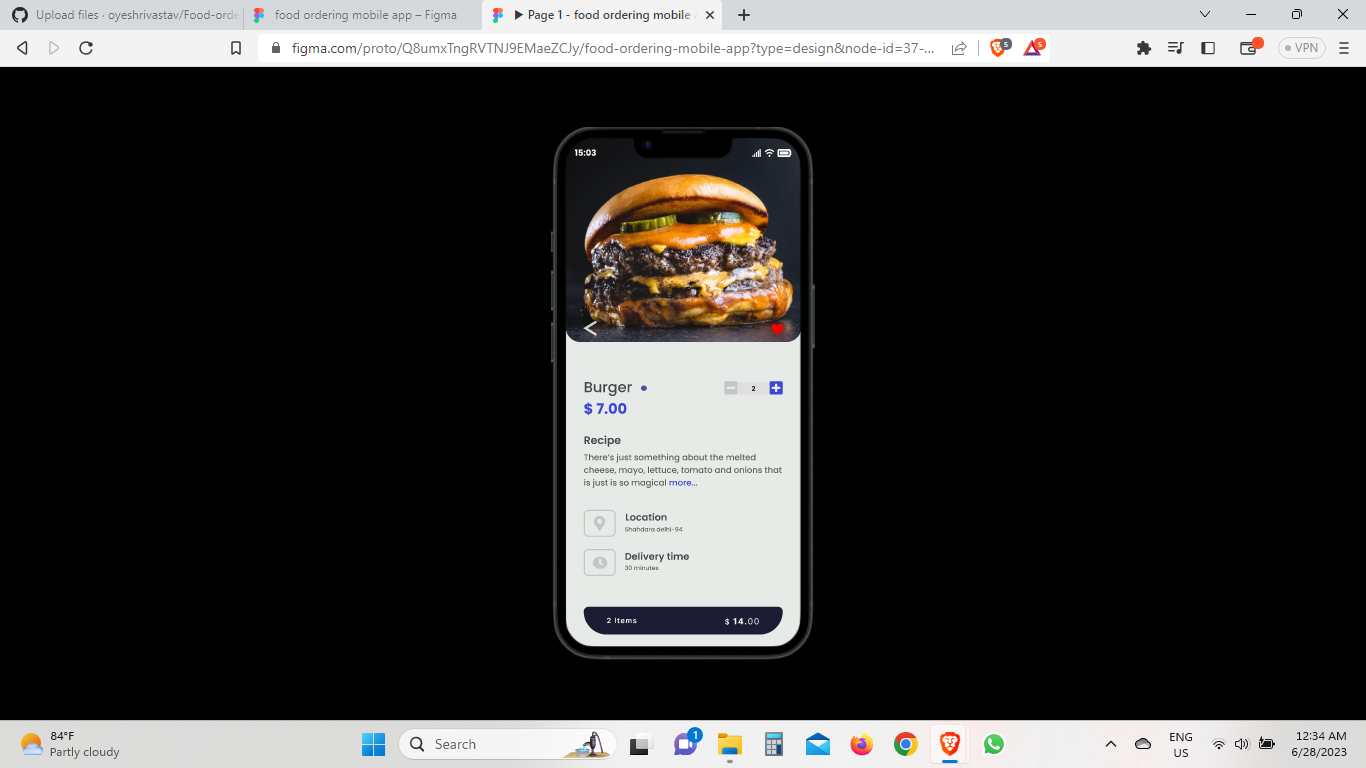 Upload files · oyeshrivastav/Food-orde
food ordering mobile app – Figma
Page 1 - food ordering mobile a
figma.com/proto/Q8umxTngRVTNJ9EMaeZCJy/food-ordering-mobile-app?type=design&node-id=37-...
5
5
VPN
15:03
Burger
2
$ 7.00
Recipe
There's just something about the melted
cheese, mayo, lettuce, tomato and onions that
is just is so magical more...
Location
Shahdara delhi-94
Delivery time
30 minutes
2 Items
$ 14.00
84°F
Partly cloudy
Search
1
ENG
US
12:34 AM
6/28/2023